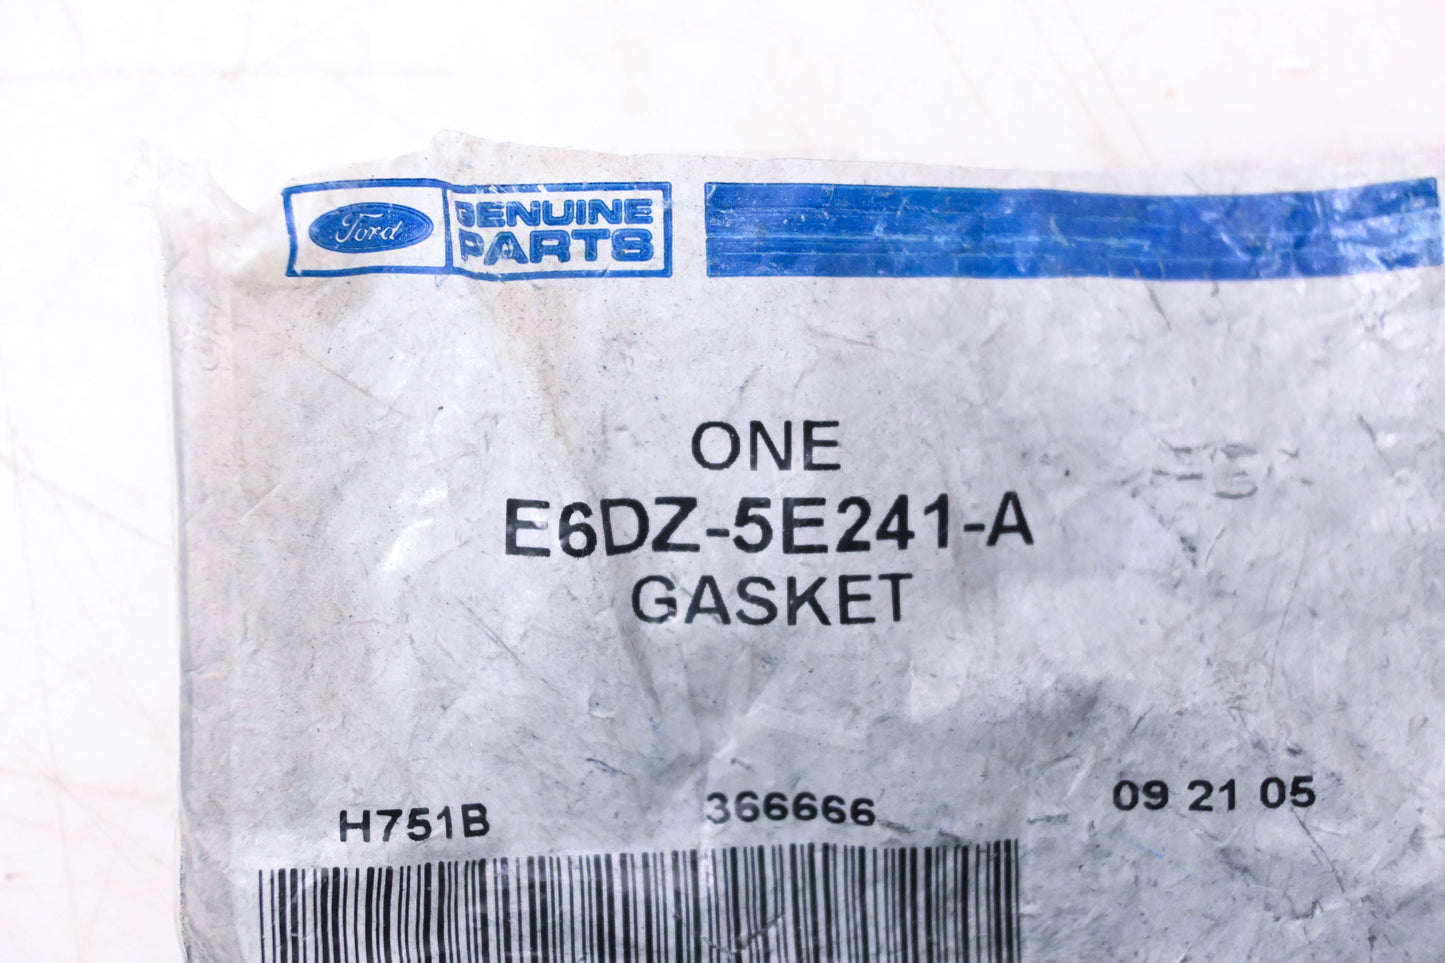 Ford GENUINE
PARTS
ONE
E6DZ-5E241-A
GASKET
H751B 366666 09 21 05